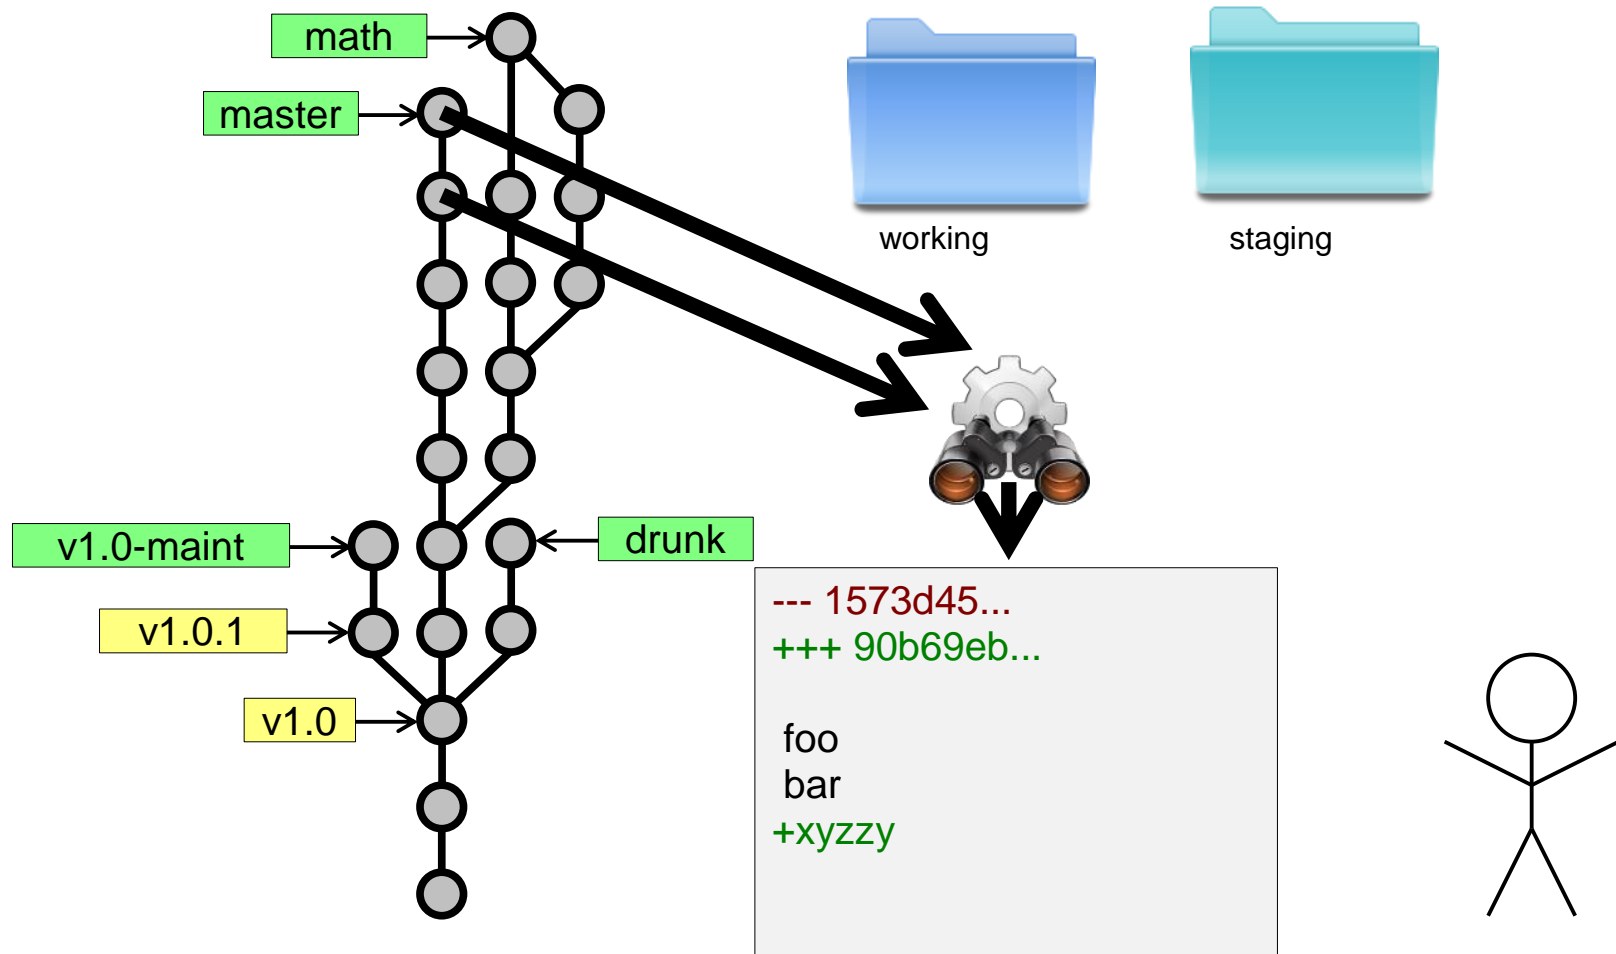 math
master
working
staging
v1.0-maint
drunk
v1.0.1
v1.0
--- 1573d45...
+++ 90b69eb...
foo
bar
+xyzzy